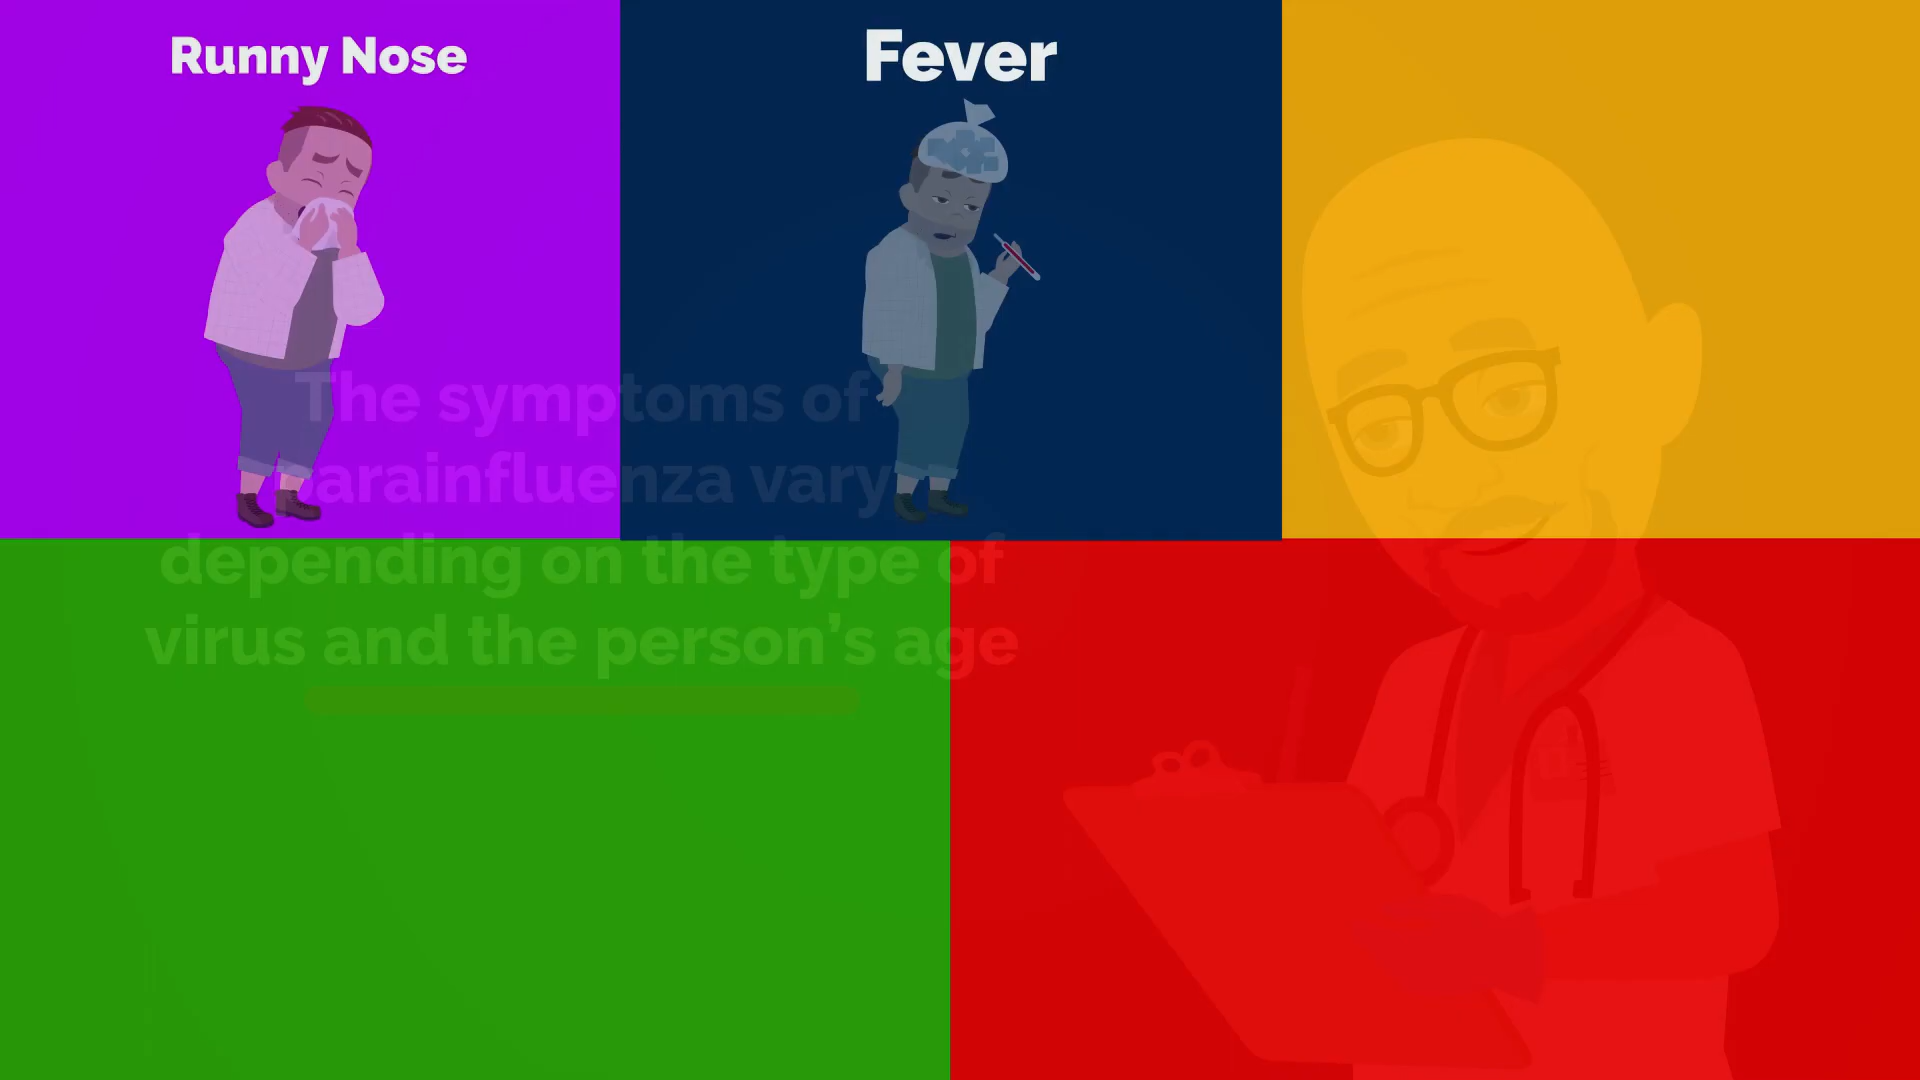 Runny Nose
Fever
The symptoms of
parainfluenza vary
depending on the type of
virus and the person’s age